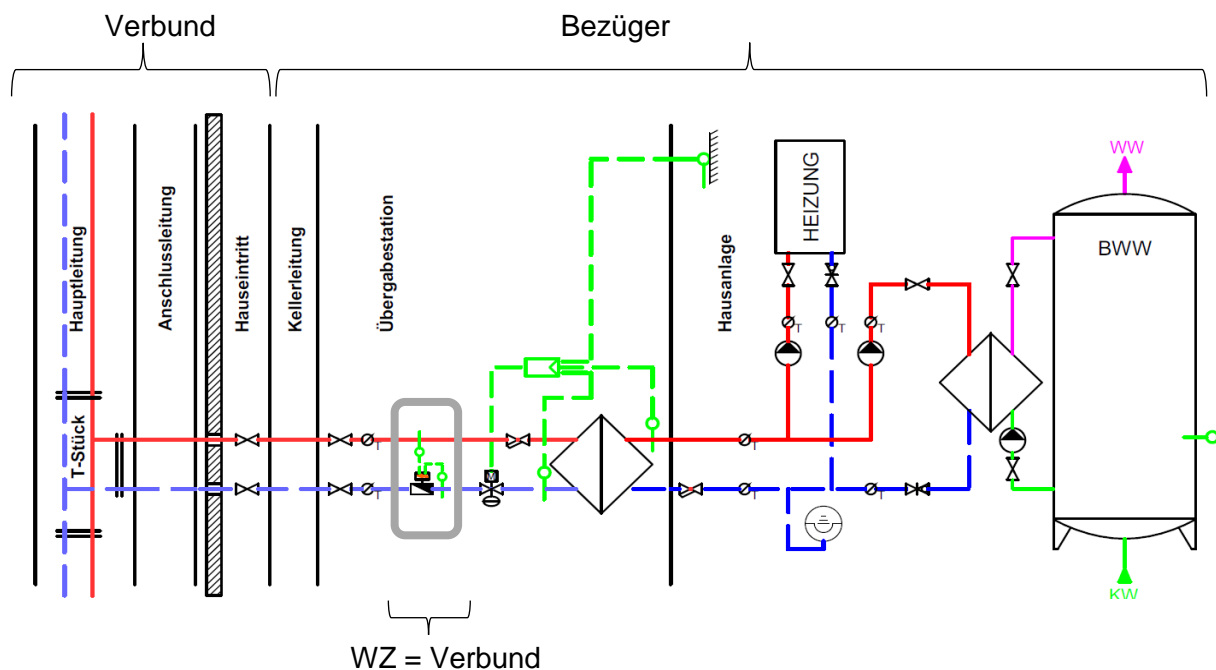 Verbund
Bezüger
Hauptleitung
T-Stück
Anschlussleitung
Hauseintritt
Kellerleitung
Übergabestation
Hausanlage
HEIZUNG
WW
BWW
KW
T
T
T
T
T
T
T
T
M
WZ = Verbund